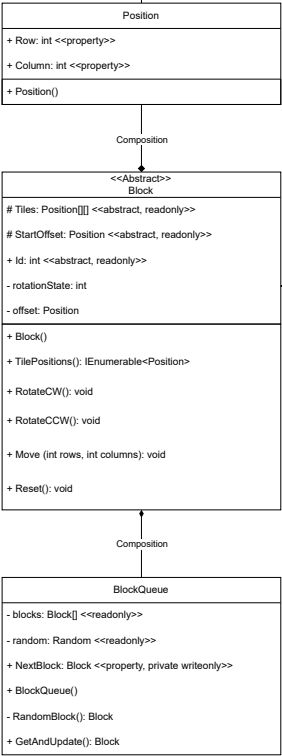 Position
+ Row: int <<property>>
+ Column: int <<property>>
+ Position()
Composition
<<Abstract>>
Block
# Tiles: Position[][] <<abstract, readonly>>
# StartOffset: Position <<abstract, readonly>>
+ Id: int <<abstract, readonly>>
- rotationState: int
- offset: Position
+ Block()
+ TilePositions(): IEnumerable<Position>
+ RotateCW(): void
+ RotateCCW(): void
+ Move (int rows, int columns): void
+ Reset(): void
Composition
BlockQueue
- blocks: Block[] <<readonly>>
- random: Random <<readonly>>
+ NextBlock: Block <<property, private writeonly>>
+ BlockQueue()
- RandomBlock(): Block
+ GetAndUpdate(): Block